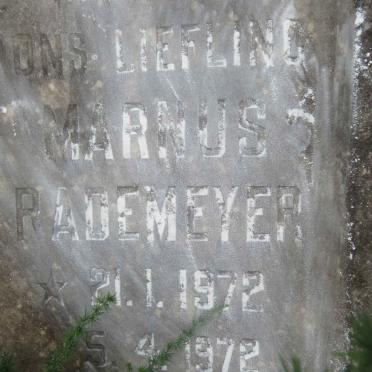 ONS LIEFLING
MARNUS
RADEMEYER
☆ 21.1.1972
5.4.1972